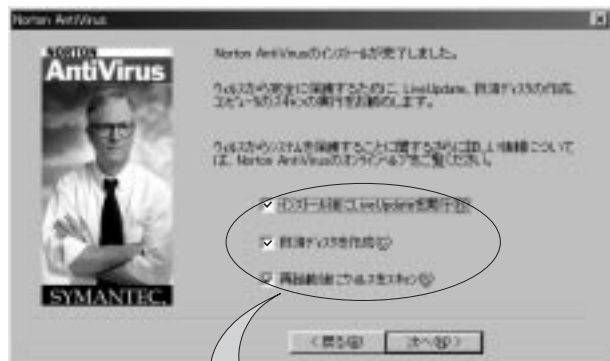 Norton AntiVirus
NORTON
AntiVirus
SYMANTEC.
Norton AntiVirusのインストールが完了しました。
ウィルスから完全に保護するために、LiveUpdate、救済ディスクの作成、
コンピュータのスキャンの実行をお勧めします。
ウィルスからシステムを保護することに関するさらに詳しい情報について
は、Norton AntiVirusのオンラインヘルプをご覧ください。
インストール後にLiveUpdateを実行
救済ディスクを作成
再起動後にウィルスをスキャン
< 戻る(B)
次へ(N) >